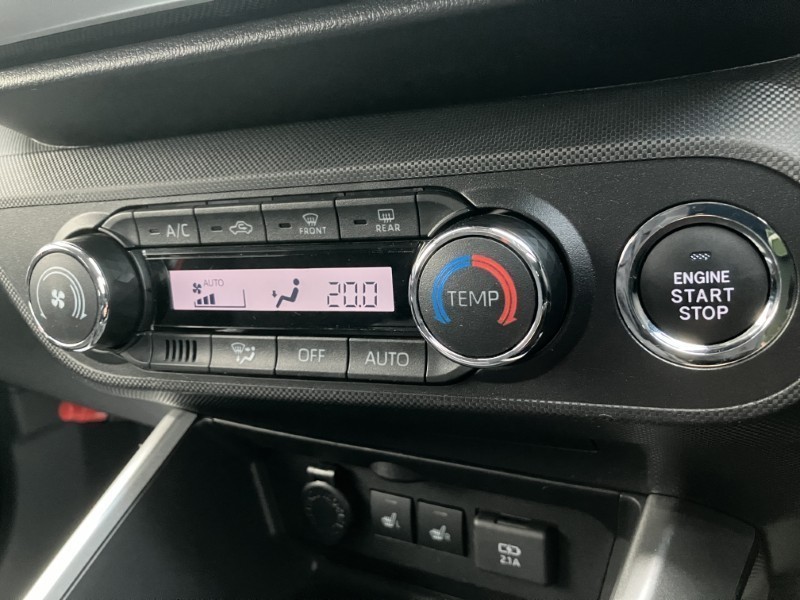 A/C
FRONT
REAR
AUTO
20.0
TEMP
OFF
AUTO
ENGINE
START
STOP
L
R
2.1A